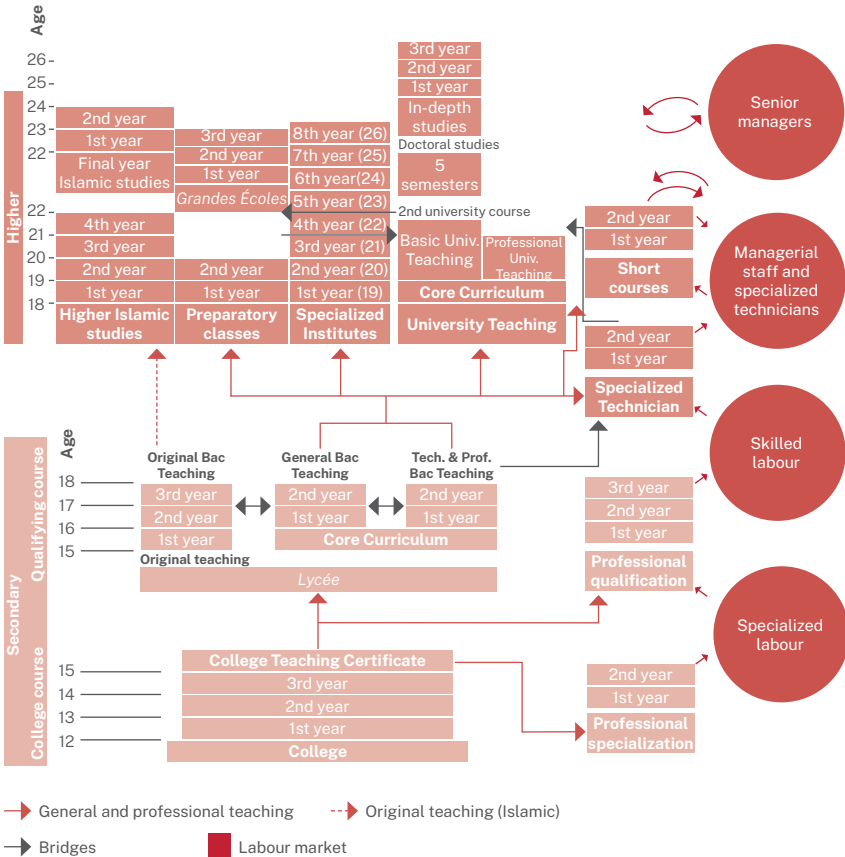 Age
26
25
24
23
22
22
21
20
19
18
Higher
2nd year
1st year
Final year
Islamic studies
4th year
3rd year
2nd year
1st year
Higher Islamic
studies
3rd year
2nd year
1st year
Grandes Écoles
2nd year
1st year
Preparatory
classes
8th year (26)
7th year (25)
6th year(24)
5th year (23)
4th year (22)
3rd year (21)
2nd year (20)
1st year (19)
Specialized
Institutes
3rd year
2nd year
1st year
In-depth
studies
Doctoral studies
5
semesters
2nd university course
Basic Univ.
Teaching
Professional
Univ.
Teaching
Core Curriculum
University Teaching
2nd year
1st year
Short
courses
2nd year
1st year
Specialized
Technician
Senior
managers
Managerial
staff and
specialized
technicians
Skilled
labour
Specialized
labour
Secondary
Qualifying course
College course
Age
18
17
16
15
15
14
13
12
Original Bac
Teaching
3rd year
2nd year
1st year
Original teaching
General Bac
Teaching
2nd year
1st year
Tech. & Prof.
Bac Teaching
2nd year
1st year
Core Curriculum
Lycée
3rd year
2nd year
1st year
Professional
qualification
College Teaching Certificate
3rd year
2nd year
1st year
College
2nd year
1st year
Professional
specialization
General and professional teaching
Original teaching (Islamic)
Bridges
Labour market